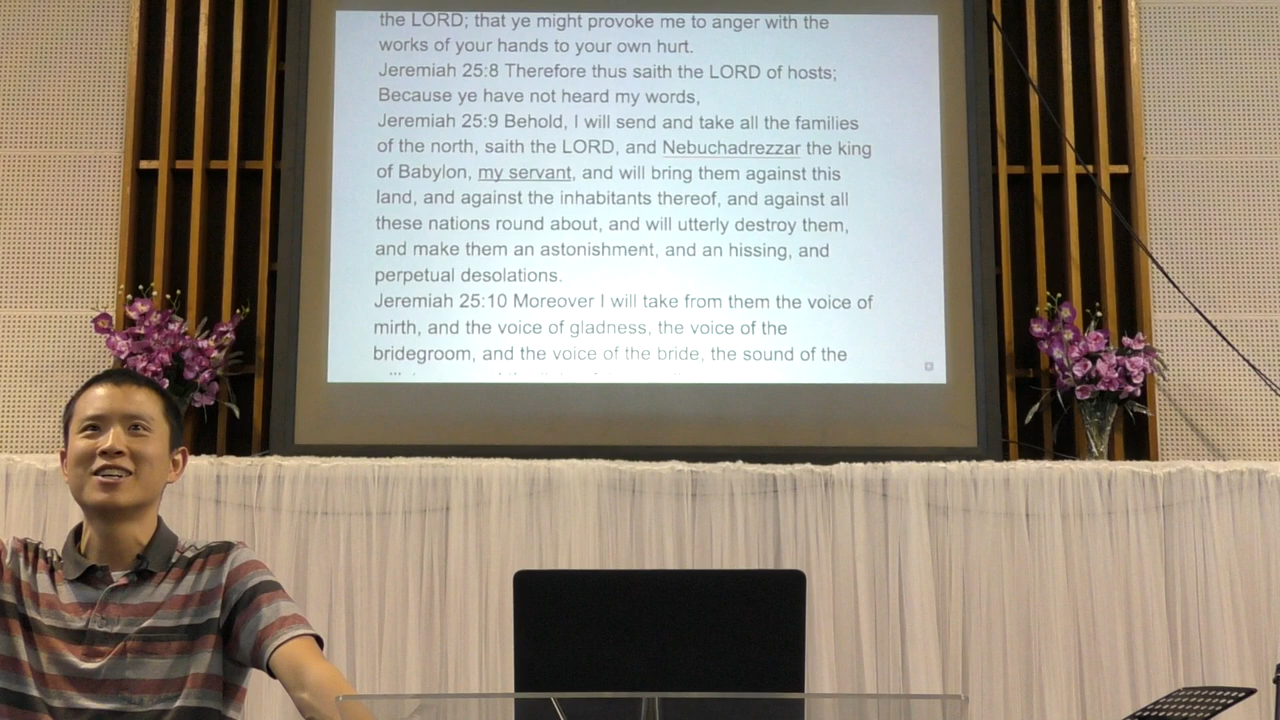 the LORD; that ye might provoke me to anger with the
works of your hands to your own hurt.
Jeremiah 25:8 Therefore thus saith the LORD of hosts;
Because ye have not heard my words,
Jeremiah 25:9 Behold, I will send and take all the families
of the north, saith the LORD, and Nebuchadrezzar the king
of Babylon, my servant, and will bring them against this
land, and against the inhabitants thereof, and against all
these nations round about, and will utterly destroy them,
and make them an astonishment, and an hissing, and
perpetual desolations.
Jeremiah 25:10 Moreover I will take from them the voice of
mirth, and the voice of gladness, the voice of the
bridegroom, and the voice of the bride, the sound of the